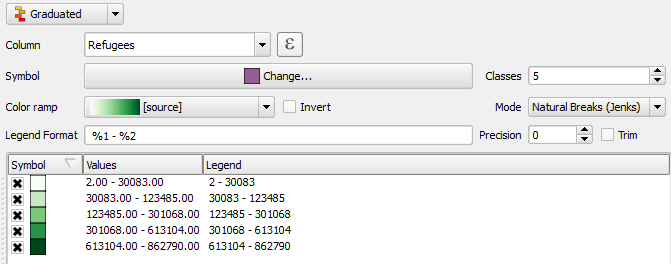 Graduated
Column Refugees ε
Symbol Change... Classes 5
Color ramp [source] Invert Mode Natural Breaks (Jenks)
Legend Format %1 - %2 Precision 0 Trim
Symbol Values Legend
2.00 - 30083.00 2 - 30083
30083.00 - 123485.00 30083 - 123485
123485.00 - 301068.00 123485 - 301068
301068.00 - 613104.00 301068 - 613104
613104.00 - 862790.00 613104 - 862790